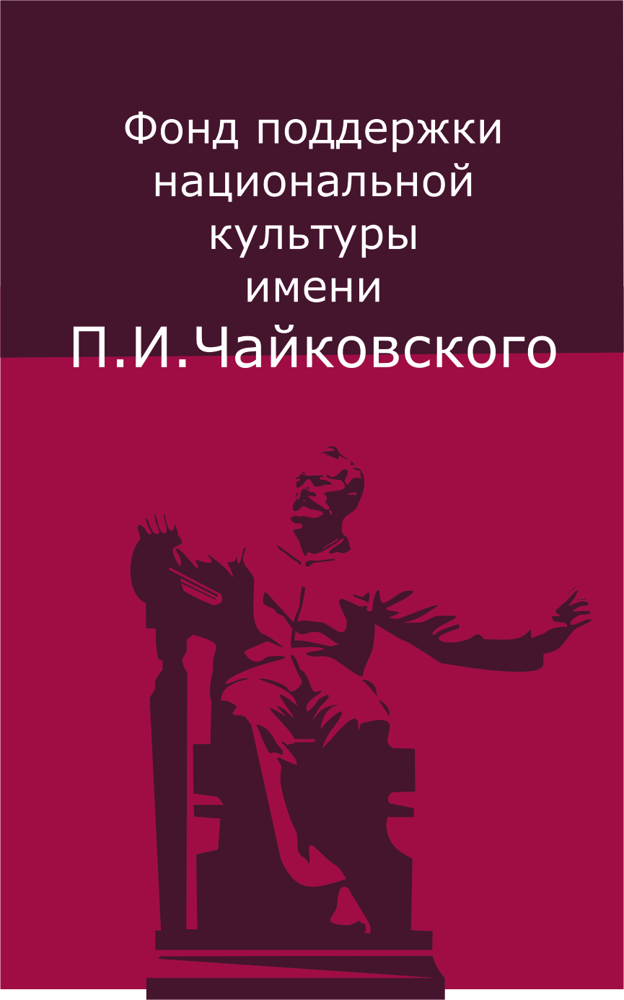 Фонд поддержки
национальной
культуры
имени
П.И.Чайковского